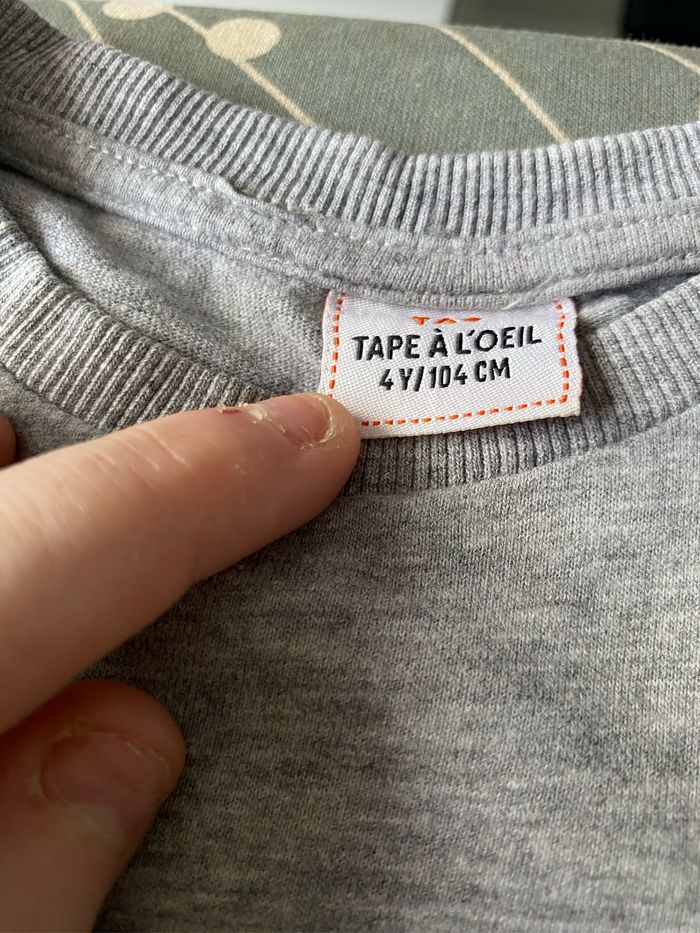 TAPE À L'OEIL
4Y/104 CM